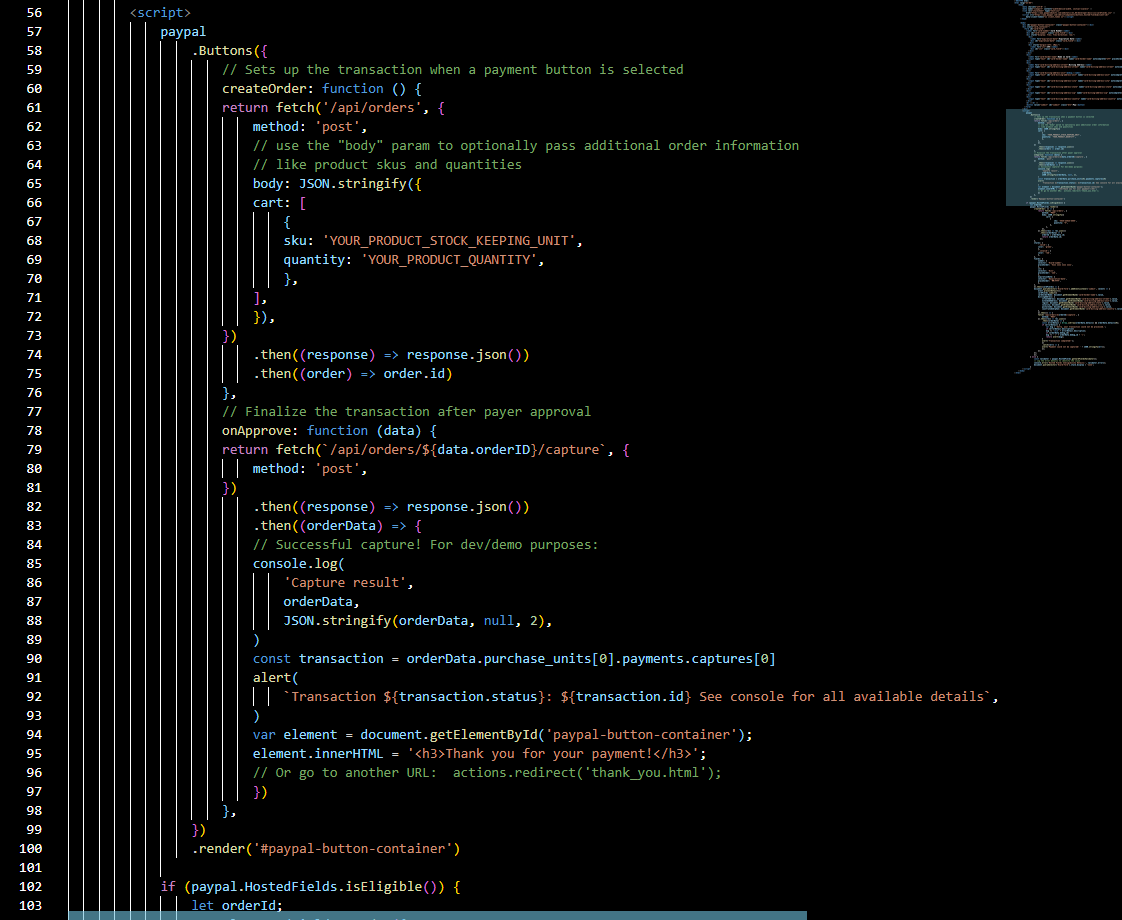 56 <script>
57 paypal
58 .Buttons({
59 // Sets up the transaction when a payment button is selected
60 createOrder: function () {
61 return fetch('/api/orders', {
62 method: 'post',
63 // use the "body" param to optionally pass additional order information
64 // like product skus and quantities
65 body: JSON.stringify({
66 cart: [
67 {
68 sku: 'YOUR_PRODUCT_STOCK_KEEPING_UNIT',
69 quantity: 'YOUR_PRODUCT_QUANTITY',
70 },
71 ],
72 }),
73 })
74 .then((response) => response.json())
75 .then((order) => order.id)
76 },
77 // Finalize the transaction after payer approval
78 onApprove: function (data) {
79 return fetch(`/api/orders/${data.orderID}/capture`, {
80 method: 'post',
81 })
82 .then((response) => response.json())
83 .then((orderData) => {
84 // Successful capture! For dev/demo purposes:
85 console.log(
86 'Capture result',
87 orderData,
88 JSON.stringify(orderData, null, 2),
89 )
90 const transaction = orderData.purchase_units[0].payments.captures[0]
91 alert(
92 `Transaction ${transaction.status}: ${transaction.id} See console for all available details`,
93 )
94 var element = document.getElementById('paypal-button-container');
95 element.innerHTML = '<h3>Thank you for your payment!</h3>';
96 // Or go to another URL:  actions.redirect('thank_you.html');
97 })
98 },
99 })
100 .render('#paypal-button-container')
101
102 if (paypal.HostedFields.isEligible()) {
103 let orderId;